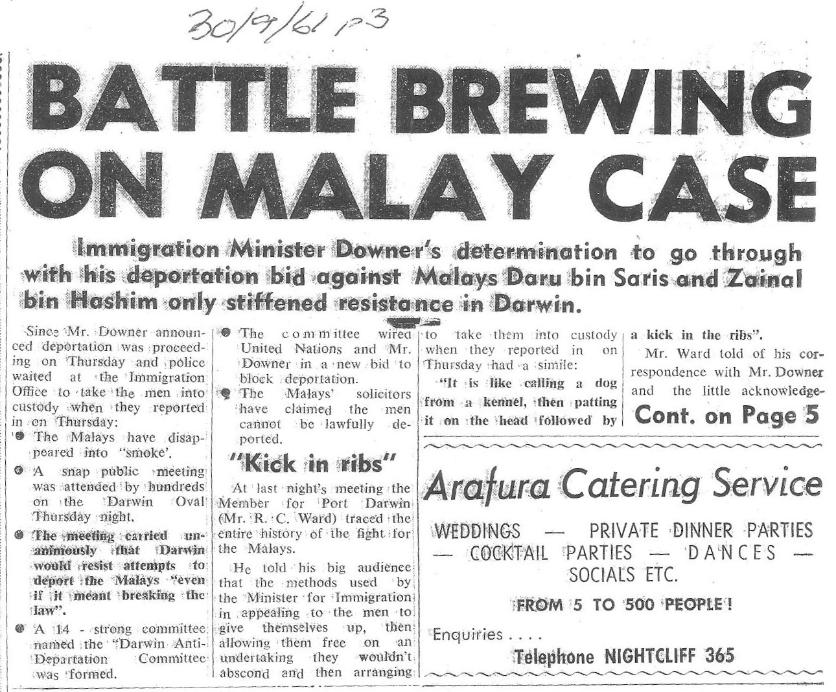 30/9/61 p3
BATTLE BREWING
ON MALAY CASE
Immigration Minister Downer's determination to go through
with his deportation bid against Malays Daru bin Saris and Zainal
bin Hashim only stiffened resistance in Darwin.
Since Mr. Downer announ-
ced deportation was proceed-
ing on Thursday and police
waited at the Immigration
Office to take the men into
custody when they reported
in on Thursday:
● The Malays have disap-
peared into "smoke'.
● A snap public meeting
was attended by hundreds
on the Darwin Oval
Thursday night.
● The meeting carried un-
animously that Darwin
would resist attempts to
deport the Malays "even
if it meant breaking the
law".
● A 14 - strong committee
named the "Darwin Anti-
Departation Committee
was formed.
● The committee wired
United Nations and Mr.
Downer in a new bid to
block deportation.
● The Malays' solicitors
have claimed the men
cannot be lawfully de-
ported.
"Kick in ribs"
At last night's meeting the
Member for Port Darwin
(Mr. R. C. Ward) traced the
entire history of the fight for
the Malays.
He told his big audience
that the methods used by
the Minister for Immigration
in appealing to the men to
give themselves up, then
allowing them free on an
undertaking they wouldn't
abscond and then arranging
to take them into custody
when they reported in on
Thursday had a simile:
"It is like calling a dog
from a kennel, then patting
it on the head followed by
a kick in the ribs".
Mr. Ward told of his cor-
respondence with Mr. Downer
and the little acknowledge-
Cont. on Page 5
Arafura Catering Service
WEDDINGS — PRIVATE DINNER PARTIES
— COCKTAIL PARTIES — DANCES —
SOCIALS ETC.
FROM 5 TO 500 PEOPLE!
Enquiries . . . .
Telephone NIGHTCLIFF 365